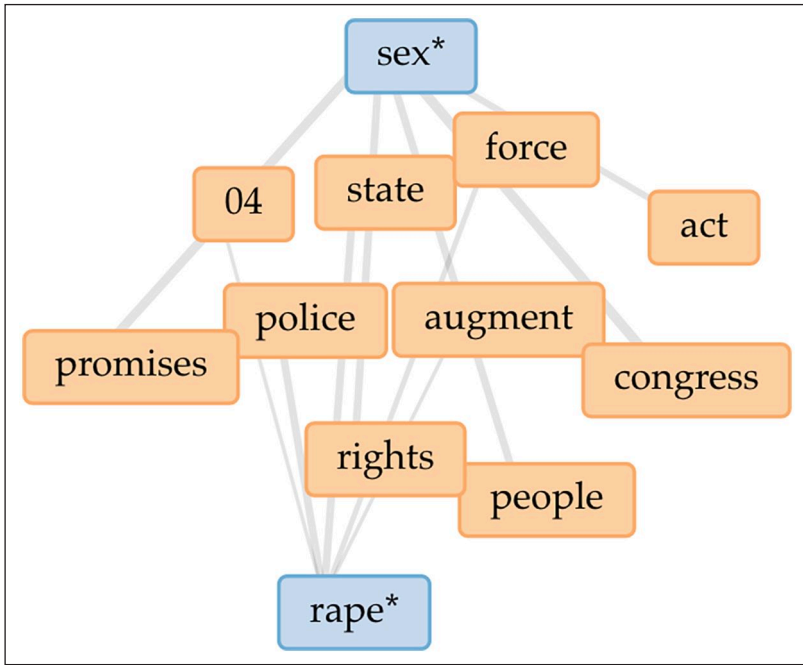 sex*
force
04
state
act
police
augment
promises
congress
rights
people
rape*